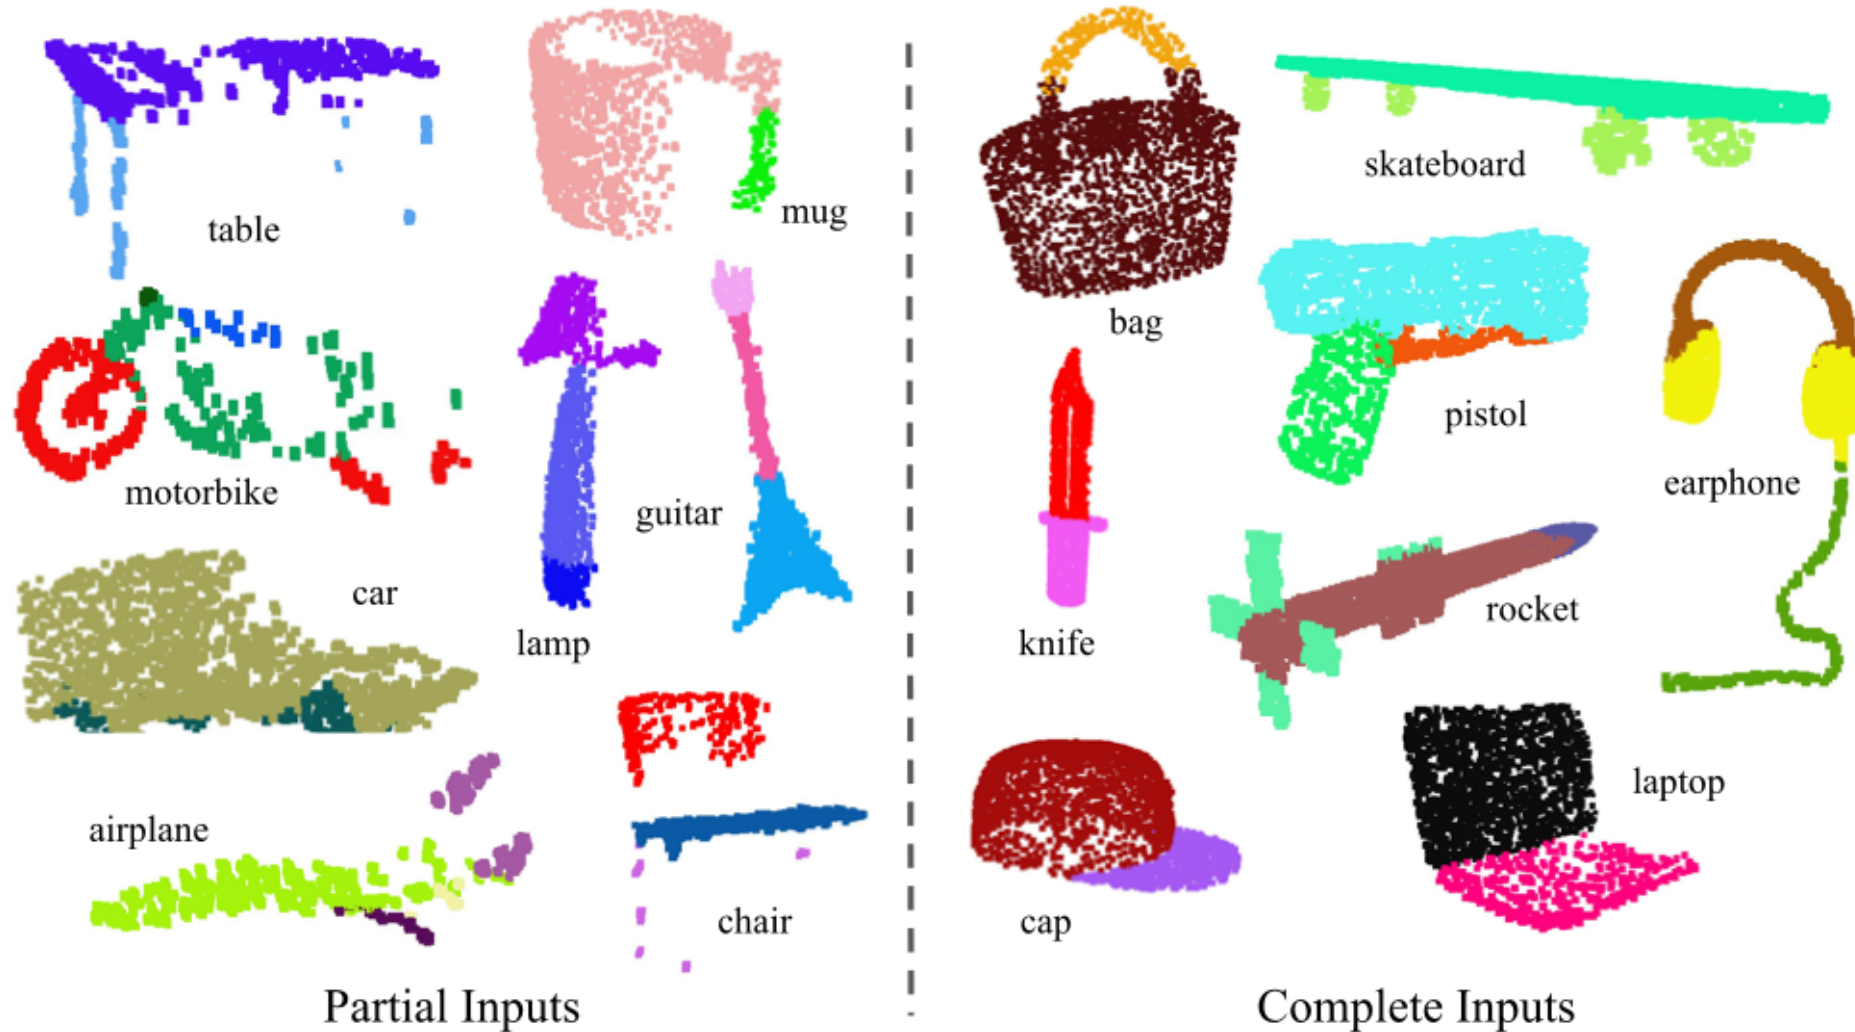 table
mug
motorbike
guitar
car
lamp
airplane
chair
Partial Inputs
skateboard
bag
pistol
earphone
knife
rocket
laptop
cap
Complete Inputs